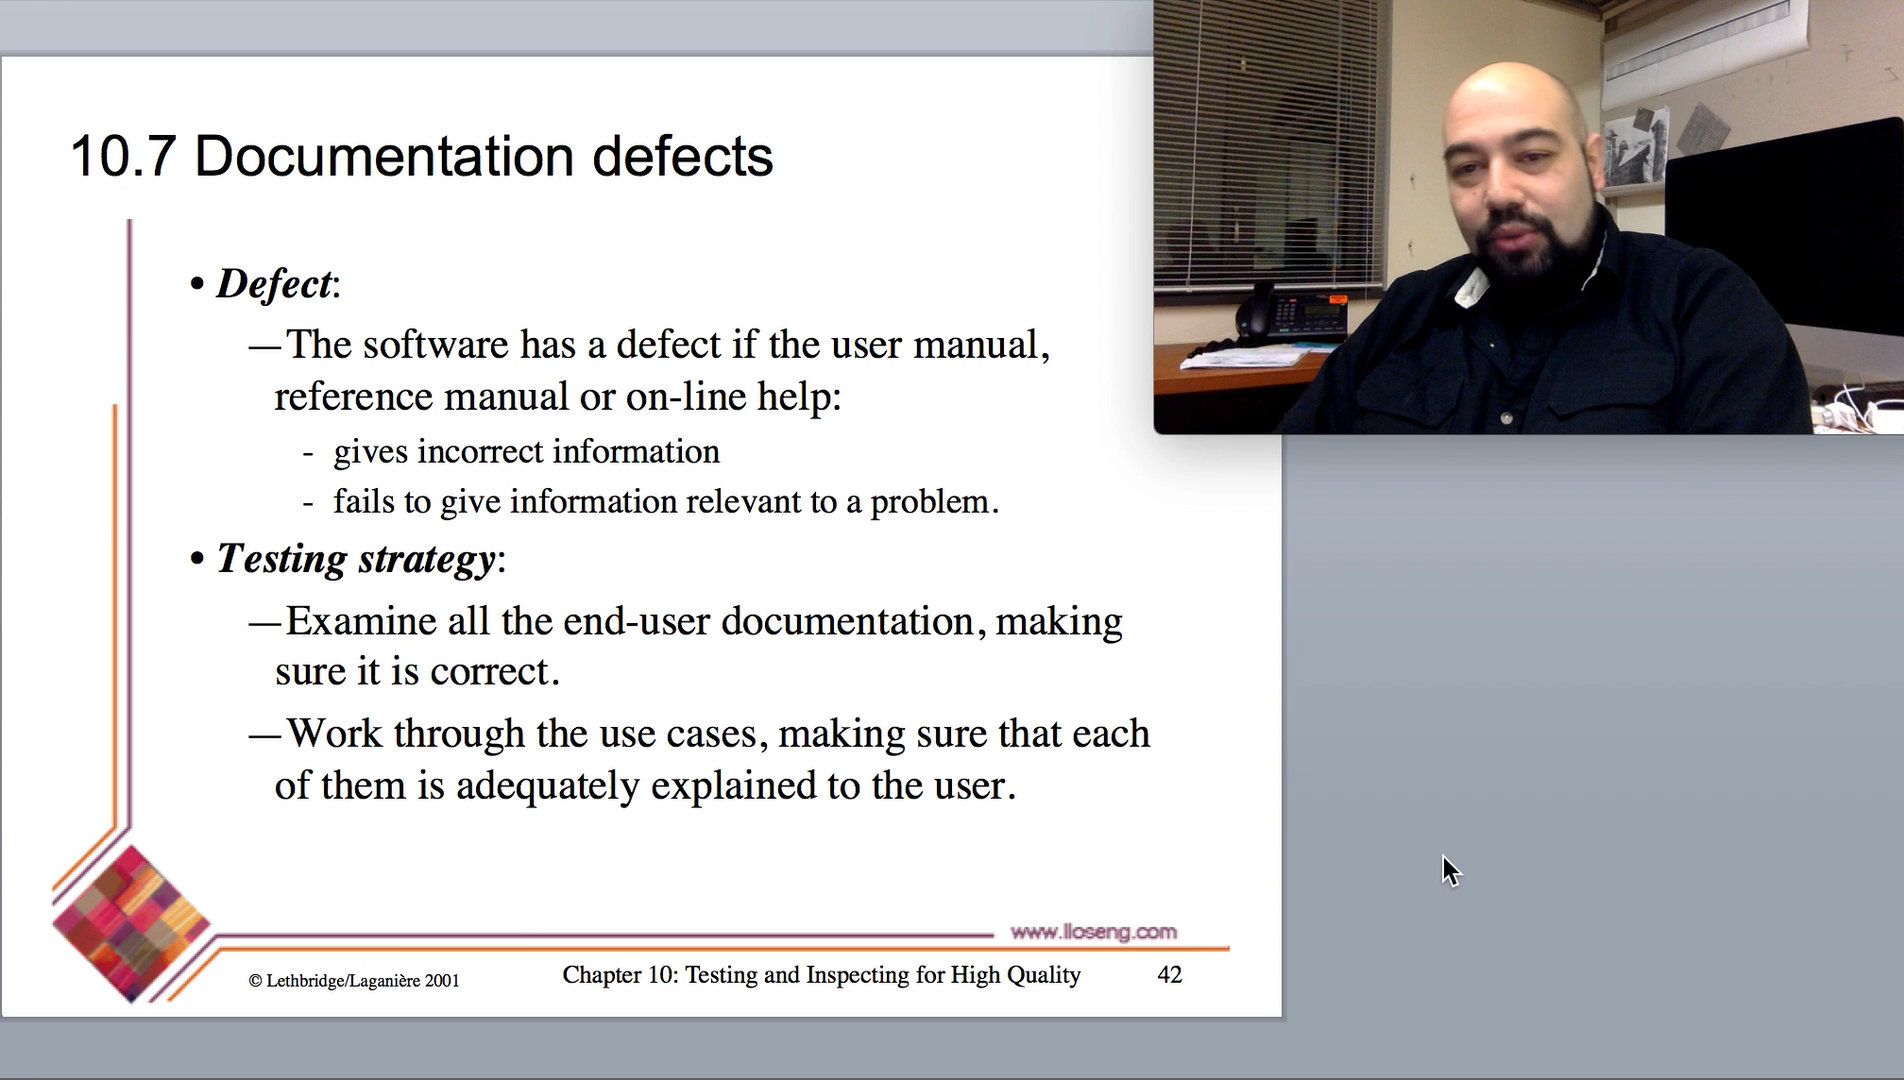 10.7 Documentation defects
• Defect:
—The software has a defect if the user manual,
reference manual or on-line help:
- gives incorrect information
- fails to give information relevant to a problem.
• Testing strategy:
—Examine all the end-user documentation, making
sure it is correct.
—Work through the use cases, making sure that each
of them is adequately explained to the user.
www.lloseng.com
© Lethbridge/Laganière 2001
Chapter 10: Testing and Inspecting for High Quality
42